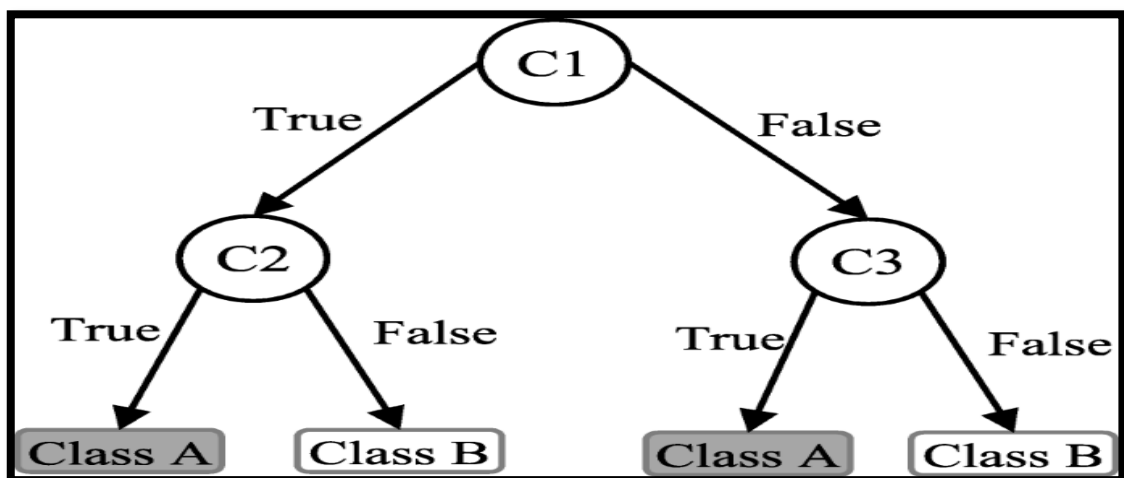 C1
True
False
C2
C3
True
False
True
False
Class A
Class B
Class A
Class B